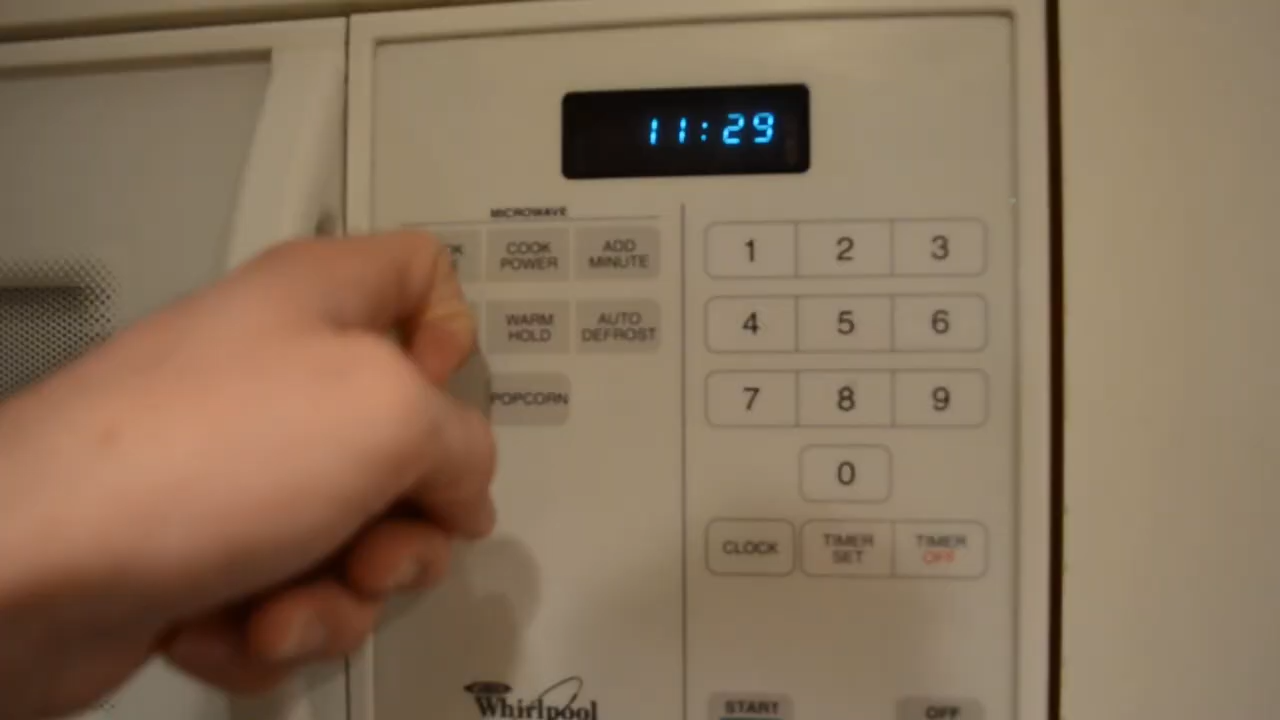 11:29
MICROWAVE
COOK POWER
ADD MINUTE
1 2 3
WARM HOLD
AUTO DEFROST
4 5 6
POPCORN
7 8 9
0
CLOCK
TIMER SET
TIMER OFF
Whirlpool
START
OFF